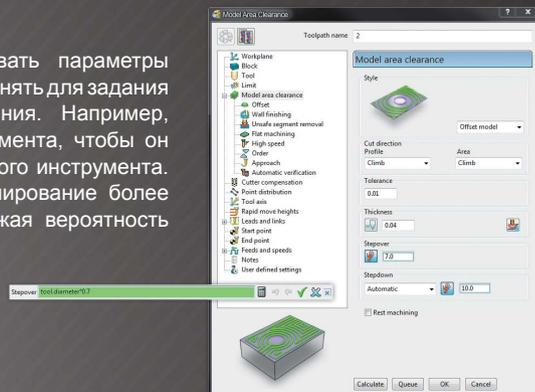 вать параметры
нять для задания
ния. Например,
мента, чтобы он
ого инструмента.
нирование более
жая вероятность
Stepover tool.diameter*0.7
Model Area Clearance
Toolpath name 2
Workplane
Block
Tool
Limit
Model area clearance
Offset
Wall finishing
Unsafe segment removal
Flat machining
High speed
Order
Approach
Automatic verification
Cutter compensation
Point distribution
Tool axis
Rapid move heights
Leads and links
Start point
End point
Feeds and speeds
Notes
User defined settings
Model area clearance
Style
Offset model
Cut direction
Profile Area
Climb Climb
Tolerance
0.01
Thickness
0.04
Stepover
7.0
Stepdown
Automatic 10.0
Rest machining
Calculate Queue OK Cancel